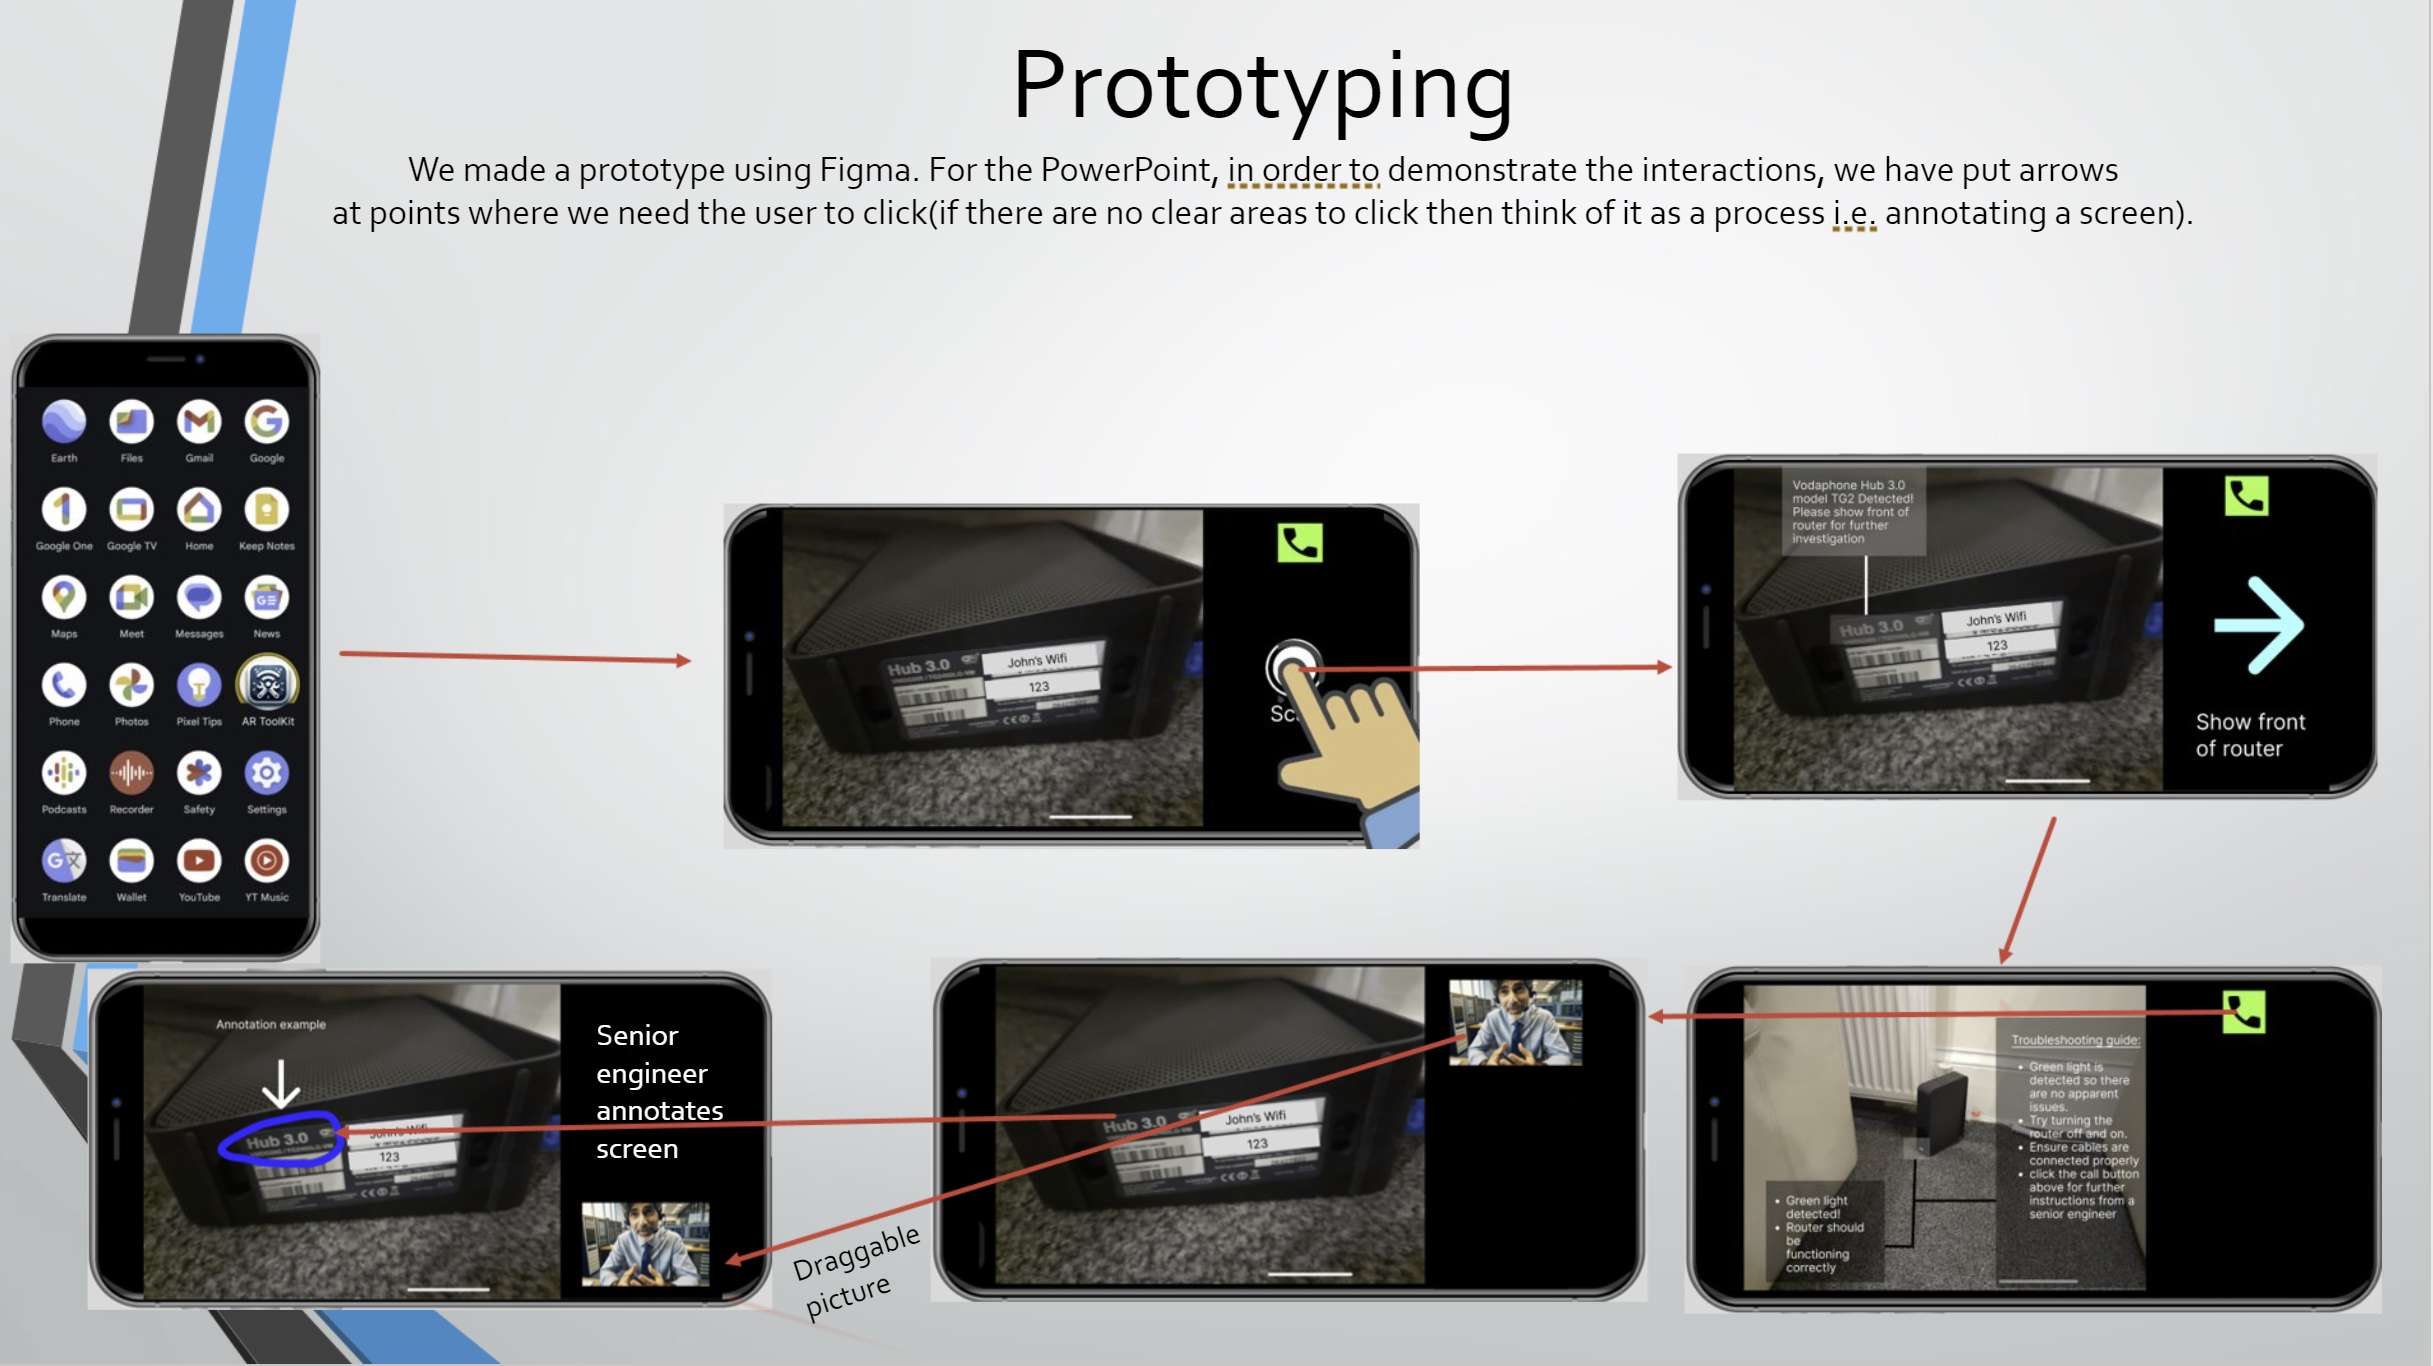 Prototyping
We made a prototype using Figma. For the PowerPoint, in order to demonstrate the interactions, we have put arrows
at points where we need the user to click(if there are no clear areas to click then think of it as a process i.e. annotating a screen).
Earth Files Gmail Google
Google One Google TV Home Keep Notes
Maps Meet Messages News
Phone Photos Pixel Tips AR ToolKit
Podcasts Recorder Safety Settings
Translate Wallet YouTube YT Music
Hub 3.0
John's Wifi
123
Vodaphone Hub 3.0
model TG2 Detected!
Please show front of
router for further
investigation
Hub 3.0
John's Wifi
123
Show front
of router
Annotation example
Hub 3.0
John's Wifi
123
Senior
engineer
annotates
screen
Draggable
picture
Hub 3.0
John's Wifi
123
Troubleshooting guide:
• Green light is
detected so there
are no apparent
issues.
• Try turning the
router off and on.
• Ensure cables are
connected properly
• click the call button
above for further
instructions from a
senior engineer
• Green light
detected!
• Router should
be
functioning
correctly